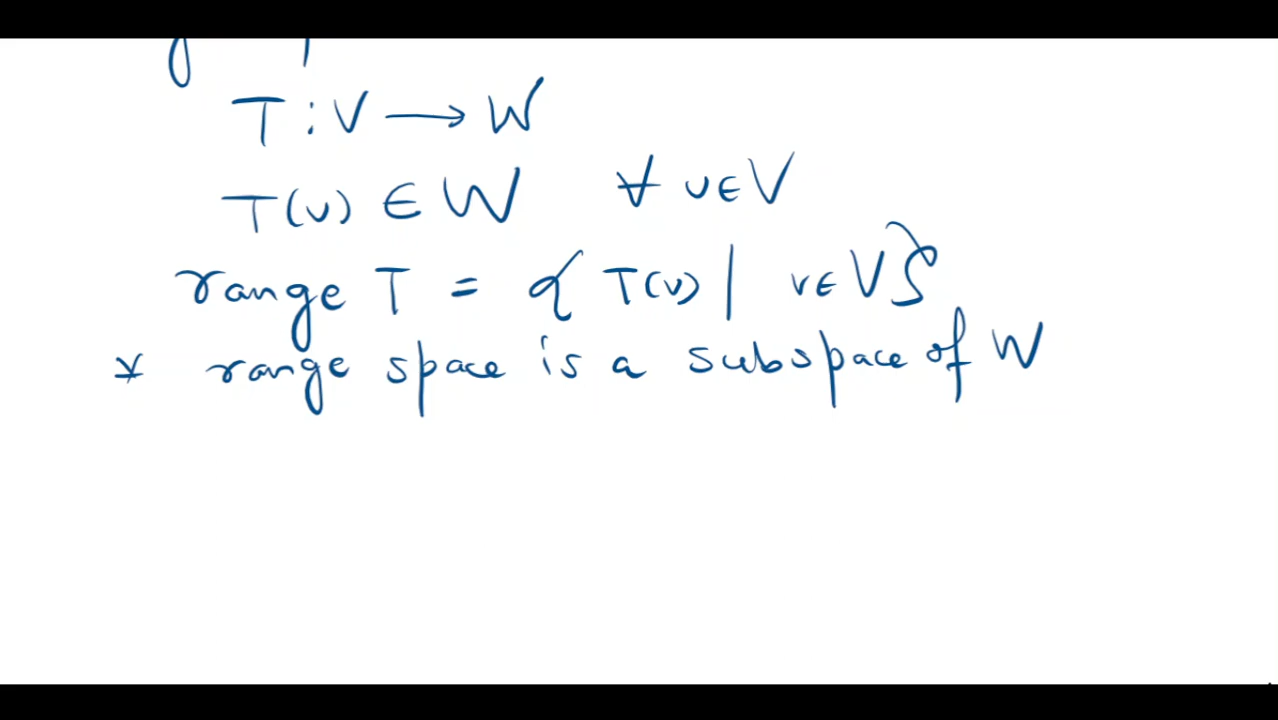 T : V ⟶ W
T(v) ∈ W ∀ v ∈ V
range T = { T(v) | v ∈ V }
* range space is a subspace of W